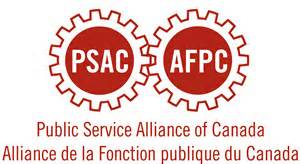 PSAC AFPC
Public Service Alliance of Canada
Alliance de la Fonction publique du Canada